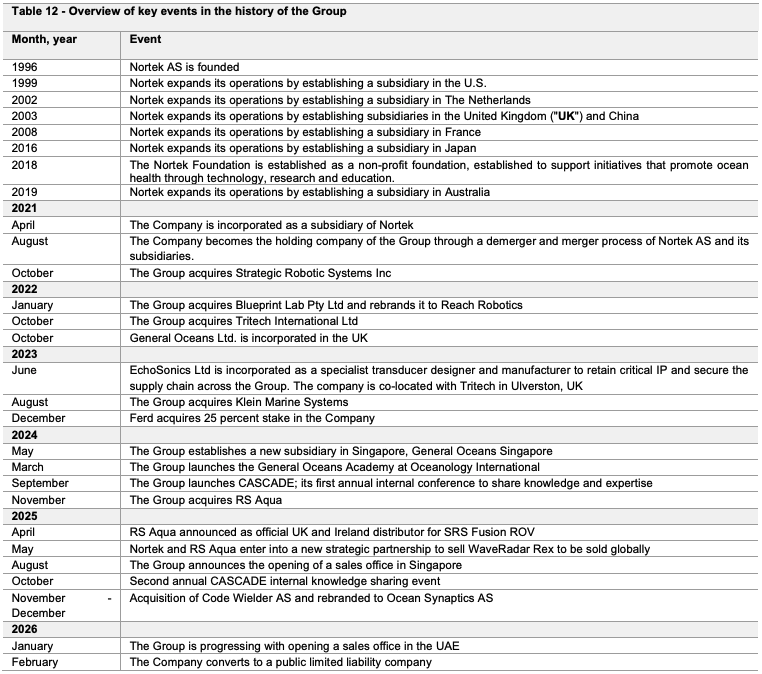 Table 12 - Overview of key events in the history of the Group
Month, year Event
1996 Nortek AS is founded
1999 Nortek expands its operations by establishing a subsidiary in the U.S.
2002 Nortek expands its operations by establishing a subsidiary in The Netherlands
2003 Nortek expands its operations by establishing subsidiaries in the United Kingdom ("UK") and China
2008 Nortek expands its operations by establishing a subsidiary in France
2016 Nortek expands its operations by establishing a subsidiary in Japan
2018 The Nortek Foundation is established as a non-profit foundation, established to support initiatives that promote ocean
health through technology, research and education.
2019 Nortek expands its operations by establishing a subsidiary in Australia
2021
April The Company is incorporated as a subsidiary of Nortek
August The Company becomes the holding company of the Group through a demerger and merger process of Nortek AS and its
subsidiaries.
October The Group acquires Strategic Robotic Systems Inc
2022
January The Group acquires Blueprint Lab Pty Ltd and rebrands it to Reach Robotics
October The Group acquires Tritech International Ltd
October General Oceans Ltd. is incorporated in the UK
2023
June EchoSonics Ltd is incorporated as a specialist transducer designer and manufacturer to retain critical IP and secure the
supply chain across the Group. The company is co-located with Tritech in Ulverston, UK
August The Group acquires Klein Marine Systems
December Ferd acquires 25 percent stake in the Company
2024
May The Group establishes a new subsidiary in Singapore, General Oceans Singapore
March The Group launches the General Oceans Academy at Oceanology International
September The Group launches CASCADE; its first annual internal conference to share knowledge and expertise
November The Group acquires RS Aqua
2025
April RS Aqua announced as official UK and Ireland distributor for SRS Fusion ROV
May Nortek and RS Aqua enter into a new strategic partnership to sell WaveRadar Rex to be sold globally
August The Group announces the opening of a sales office in Singapore
October Second annual CASCADE internal knowledge sharing event
November - Acquisition of Code Wielder AS and rebranded to Ocean Synaptics AS
December
2026
January The Group is progressing with opening a sales office in the UAE
February The Company converts to a public limited liability company